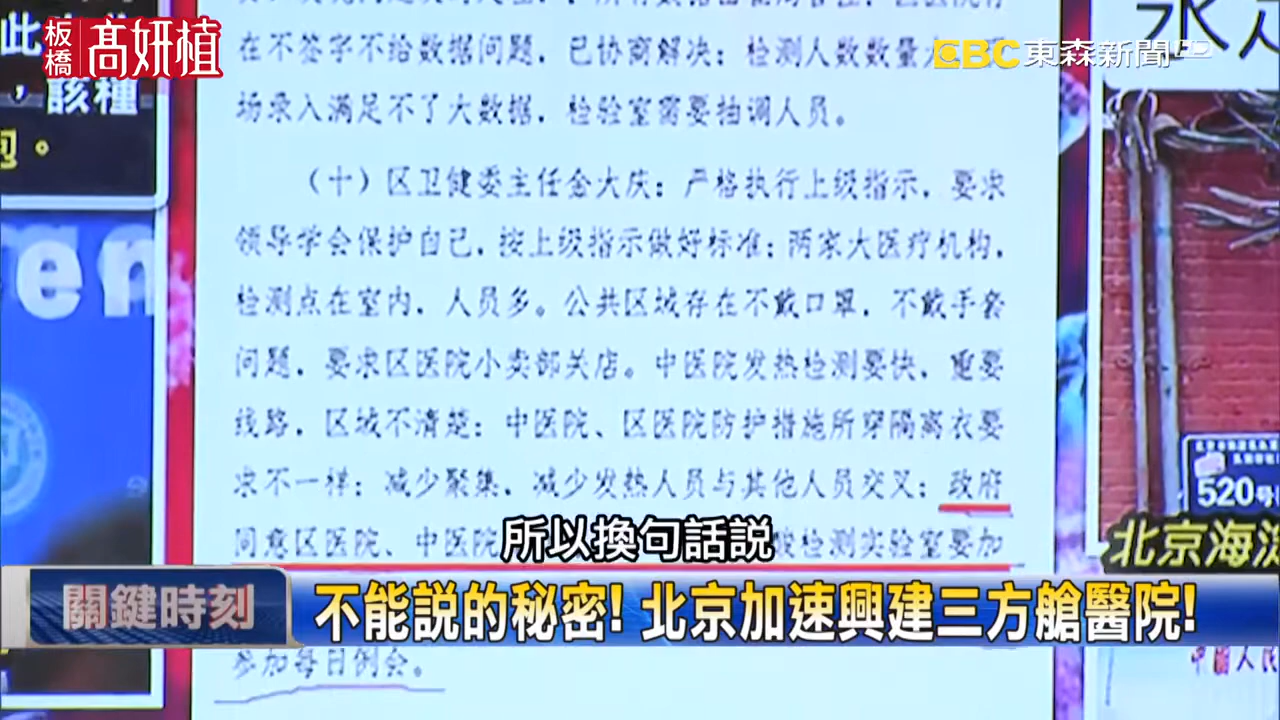 板橋
高妍植
EBC 東森新聞
此
，該種
包。
en
在不签字不给数据问题，已协商解决；检测人数数量
场录入满足不了大数据，检验室需要抽调人员。
（十）区卫健委主任金大庆：严格执行上级指示，要求
领导学会保护自己，按上级指示做好标准；两家大医疗机构，
检测点在室内，人员多。公共区域存在不戴口罩，不戴手套
问题，要求区医院小卖部关店。中医院发热检测要快，重要
线路，区域不清楚；中医院、区医院防护措施所穿隔离衣要
求不一样；减少聚集，减少发热人员与其他人员交叉；政府
同意区医院、中医院
酸检测实验室要加
参加每日例会。
520号
北京海淀
所以換句話說
關鍵時刻
不能說的秘密！北京加速興建三方艙醫院！